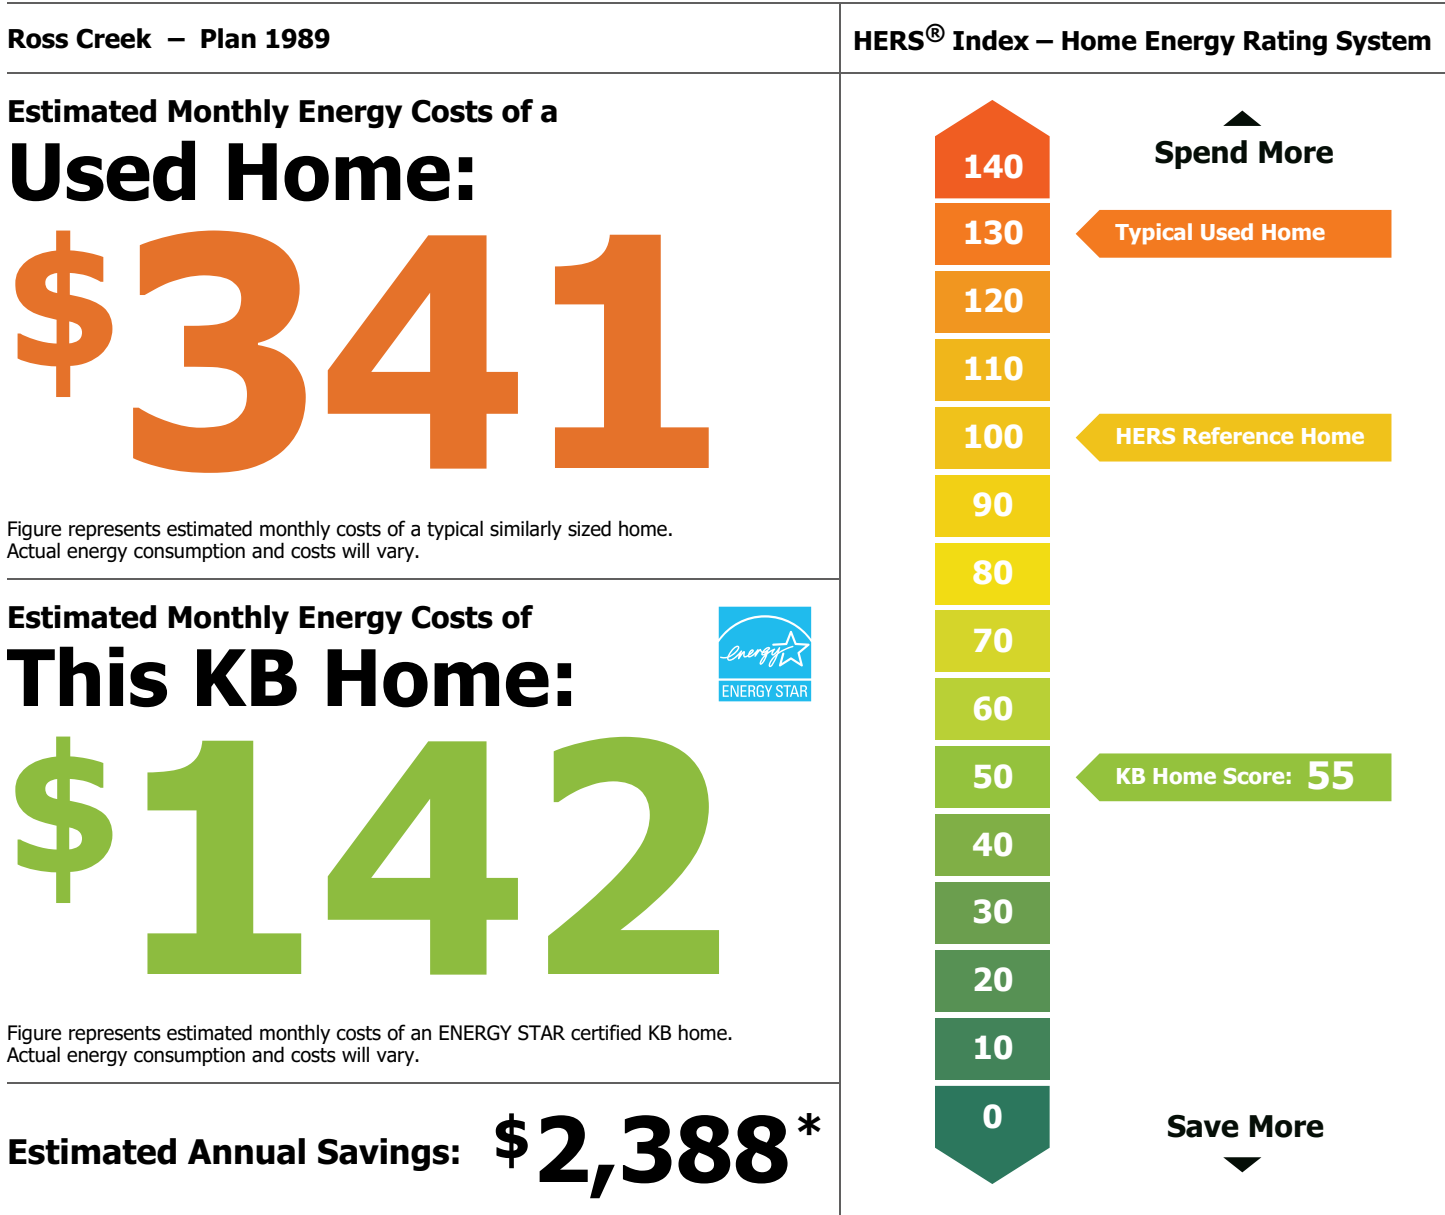 Ross Creek – Plan 1989
Estimated Monthly Energy Costs of a
Used Home:
$341
Figure represents estimated monthly costs of a typical similarly sized home.
Actual energy consumption and costs will vary.
Estimated Monthly Energy Costs of
This KB Home:
energy
ENERGY STAR
$142
Figure represents estimated monthly costs of an ENERGY STAR certified KB home.
Actual energy consumption and costs will vary.
Estimated Annual Savings: $2,388*
HERS® Index – Home Energy Rating System
Spend More
140
130 Typical Used Home
120
110
100 HERS Reference Home
90
80
70
60
50 KB Home Score: 55
40
30
20
10
0
Save More